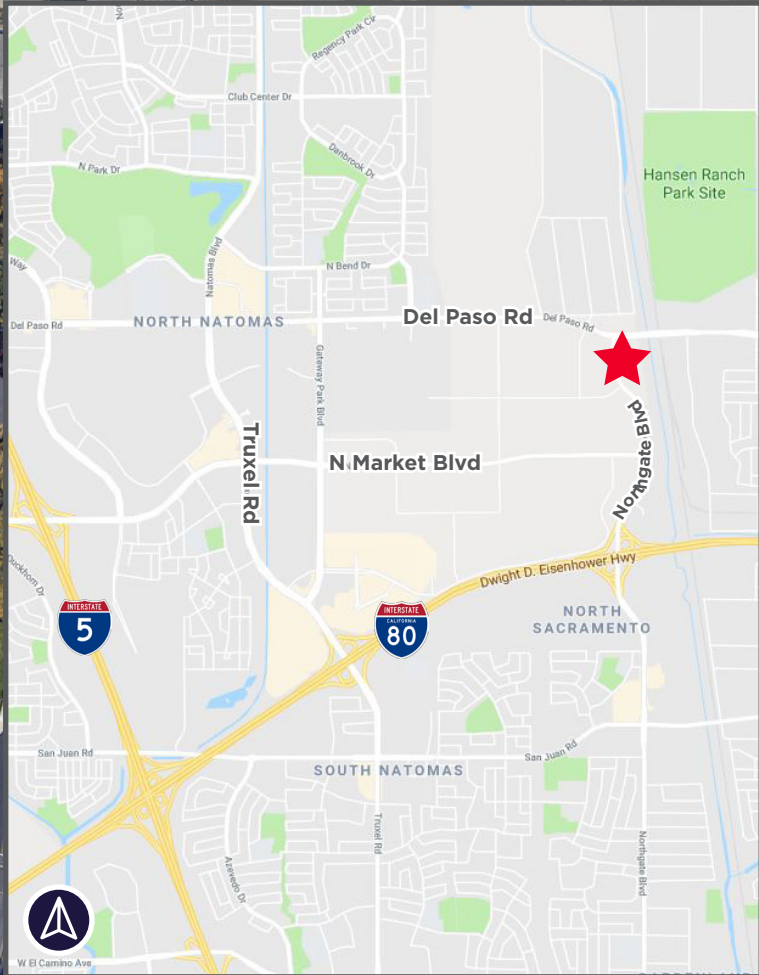 Regency Park Cir
Club Center Dr
Danbrook Dr
N Park Dr
Hansen Ranch
Park Site
Way
Natomas Blvd
N Bend Dr
Del Paso Rd
NORTH NATOMAS
Del Paso Rd
Del Paso Rd
Gateway Park Blvd
Northgate Blvd
Truxel Rd
N Market Blvd
Dwight D. Eisenhower Hwy
Duckhorn Dr
INTERSTATE
5
INTERSTATE
CALIFORNIA
80
NORTH
SACRAMENTO
San Juan Rd
SOUTH NATOMAS
San Juan Rd
Truxel Rd
Azevedo Dr
Northgate Blvd
W El Camino Ave